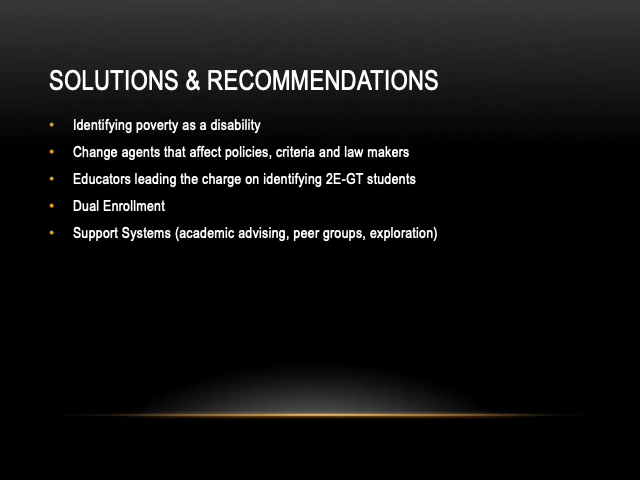 SOLUTIONS & RECOMMENDATIONS
• Identifying poverty as a disability
• Change agents that affect policies, criteria and law makers
• Educators leading the charge on identifying 2E-GT students
• Dual Enrollment
• Support Systems (academic advising, peer groups, exploration)